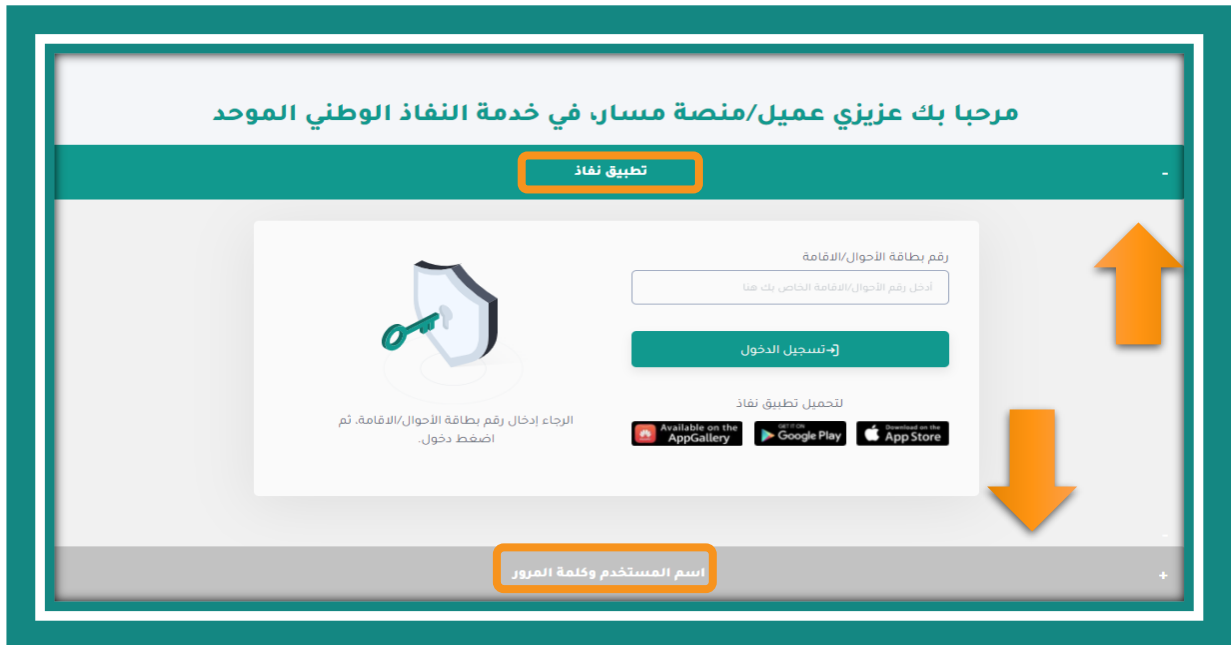 مرحبا بك عزيزي عميل/منصة مسار، في خدمة النفاذ الوطني الموحد
تطبيق نفاذ
-
رقم بطاقة الأحوال/الاقامة
أدخل رقم الأحوال/الاقامة الخاص بك هنا
تسجيل الدخول
لتحميل تطبيق نفاذ
Download on the
App Store
GET IT ON
Google Play
Available on the
AppGallery
الرجاء إدخال رقم بطاقة الأحوال/الاقامة، ثم
اضغط دخول.
-
اسم المستخدم وكلمة المرور
+